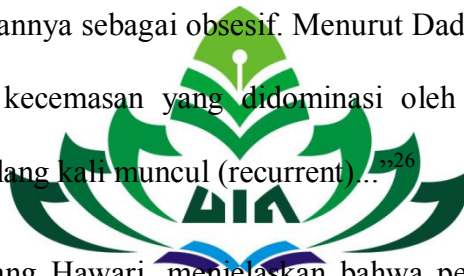 annya sebagai obsesif. Menurut Dad
kecemasan yang didominasi oleh
lang kali muncul (recurrent)...”26
UIN
ang Hawari menjelaskan bahwa pe